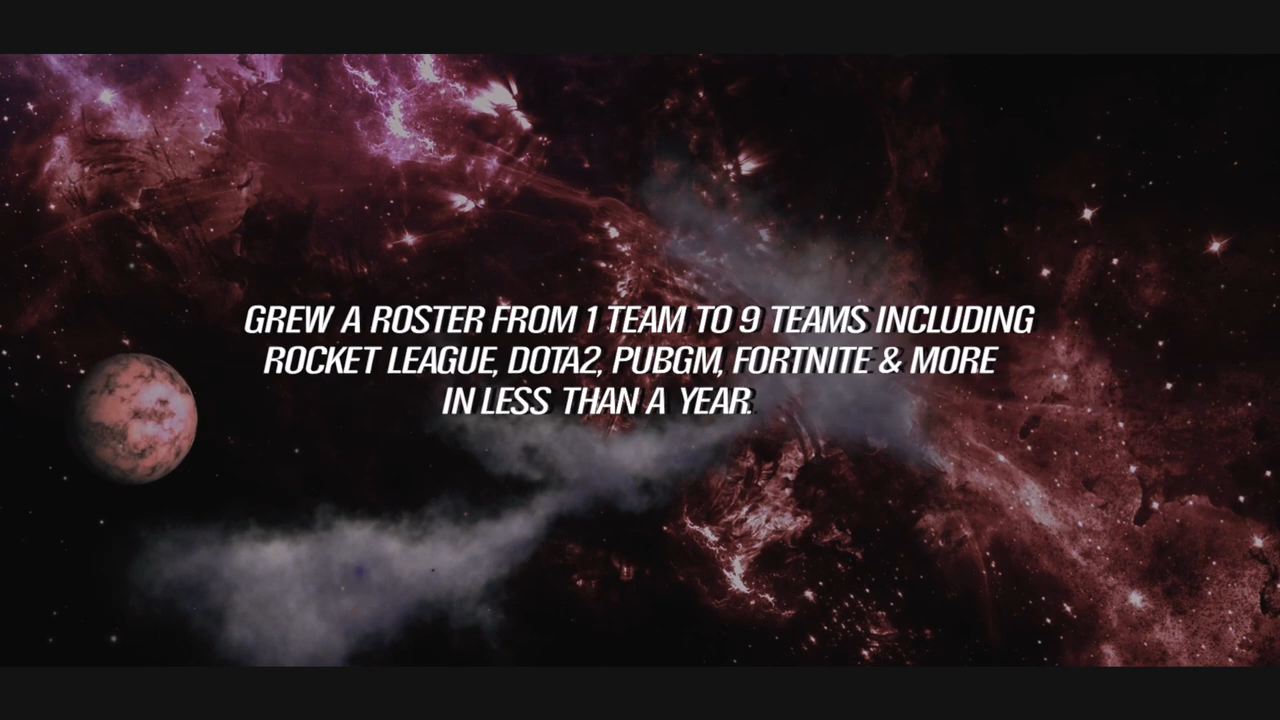 GREW A ROSTER FROM 1 TEAM TO 9 TEAMS INCLUDING
ROCKET LEAGUE, DOTA2, PUBGM, FORTNITE & MORE
IN LESS THAN A YEAR.